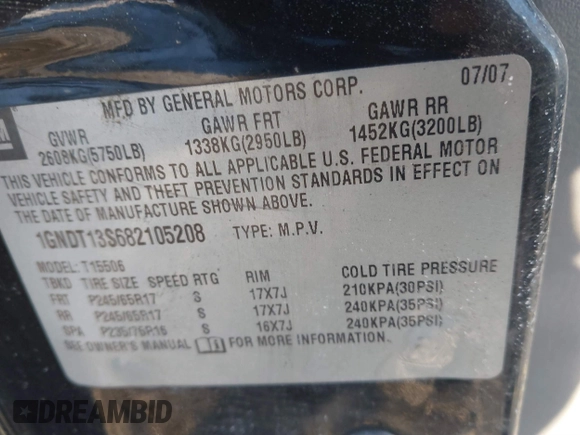 07/07
MFD BY GENERAL MOTORS CORP.
GM
GVWR GAWR FRT GAWR RR
2608KG(5750LB) 1338KG(2950LB) 1452KG(3200LB)
THIS VEHICLE CONFORMS TO ALL APPLICABLE U.S. FEDERAL MOTOR
VEHICLE SAFETY AND THEFT PREVENTION STANDARDS IN EFFECT ON
THE DATE OF MANUFACTURE SHOWN ABOVE.
1GNDT13S682105208 TYPE: M.P.V.
MODEL: T15506
TBKD TIRE SIZE SPEED RTG RIM COLD TIRE PRESSURE
FRT P245/65R17 S 17X7J 210KPA(30PSI)
RR P245/65R17 S 17X7J 240KPA(35PSI)
SPA P235/75R16 S 16X7J 240KPA(35PSI)
SEE OWNER'S MANUAL FOR MORE INFORMATION.
DREAMBID